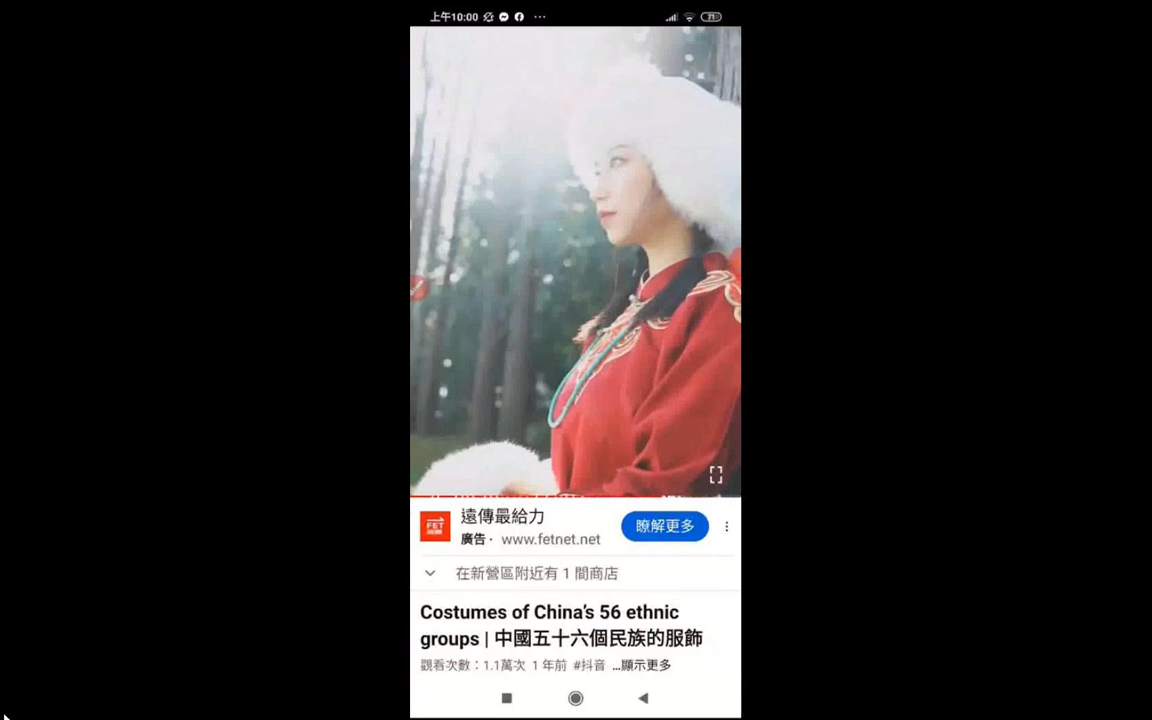 上午10:00
71
FET
遠傳最給力
瞭解更多
廣告 · www.fetnet.net
在新營區附近有 1 間商店
Costumes of China's 56 ethnic
groups | 中國五十六個民族的服飾
觀看次數：1.1萬次 1 年前 #抖音 ...顯示更多